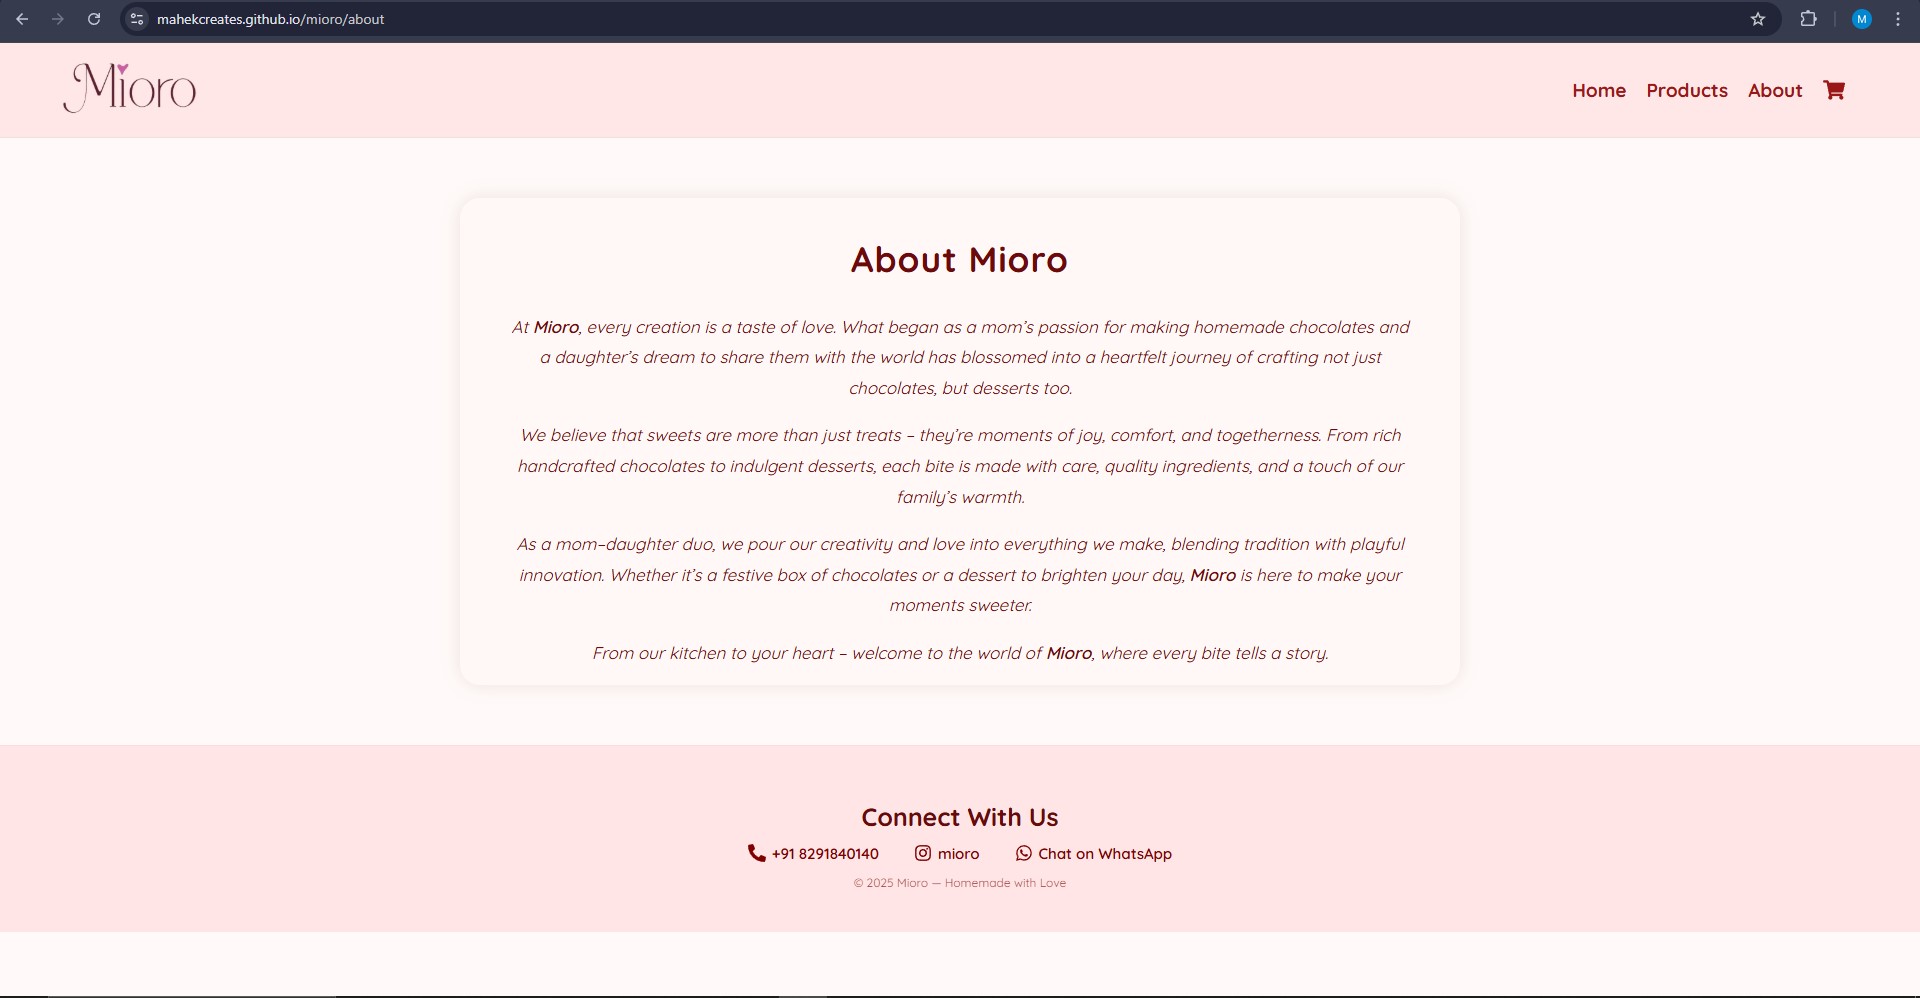 mahekcreates.github.io/mioro/about
M
Mioro
Home Products About
About Mioro
At Mioro, every creation is a taste of love. What began as a mom’s passion for making homemade chocolates and
a daughter’s dream to share them with the world has blossomed into a heartfelt journey of crafting not just
chocolates, but desserts too.
We believe that sweets are more than just treats – they’re moments of joy, comfort, and togetherness. From rich
handcrafted chocolates to indulgent desserts, each bite is made with care, quality ingredients, and a touch of our
family’s warmth.
As a mom–daughter duo, we pour our creativity and love into everything we make, blending tradition with playful
innovation. Whether it’s a festive box of chocolates or a dessert to brighten your day, Mioro is here to make your
moments sweeter.
From our kitchen to your heart – welcome to the world of Mioro, where every bite tells a story.
Connect With Us
+91 8291840140 mioro Chat on WhatsApp
© 2025 Mioro — Homemade with Love